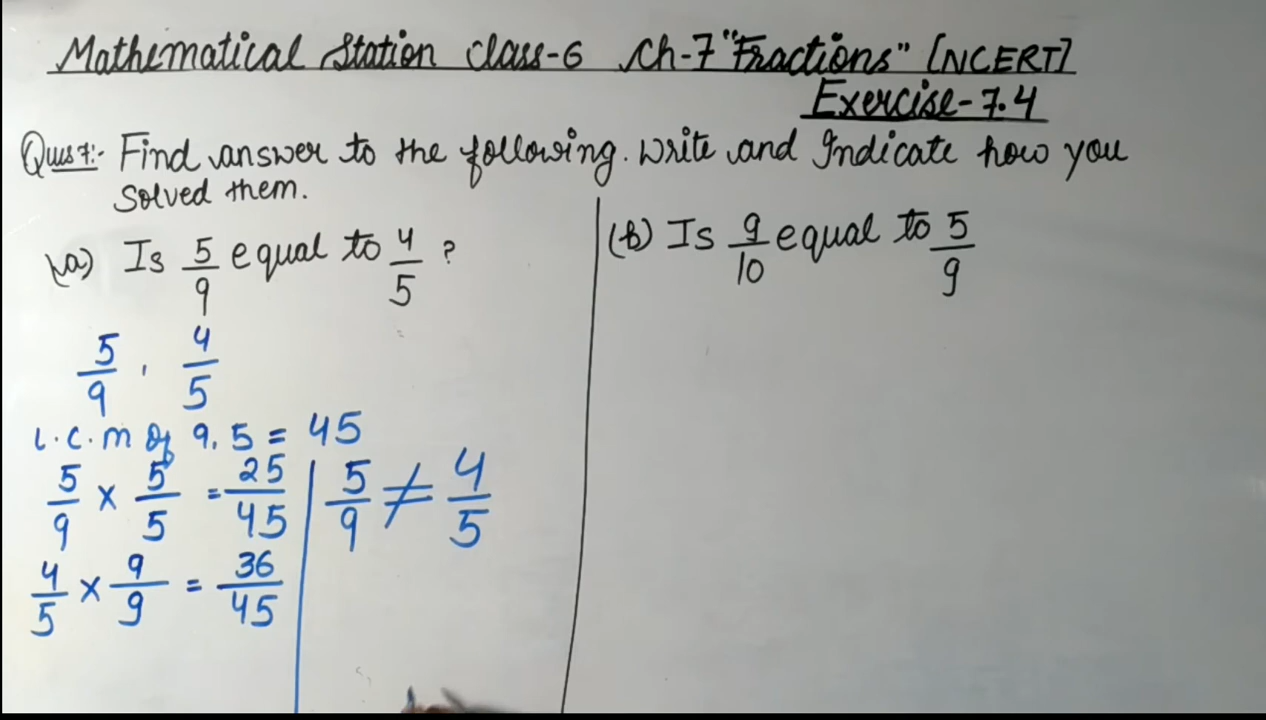 Mathematical Station Class-6 Ch-7 "Fractions" [NCERT]
Exercise-7.4
Ques 7:- Find answer to the following. Write and Indicate how you
Solved them.
(a) Is 5/9 equal to 4/5 ?
5/9 , 4/5
L.C.M of 9, 5 = 45
5/9 × 5/5 = 25/45
4/5 × 9/9 = 36/45
5/9 ≠ 4/5
(b) Is 9/10 equal to 5/9